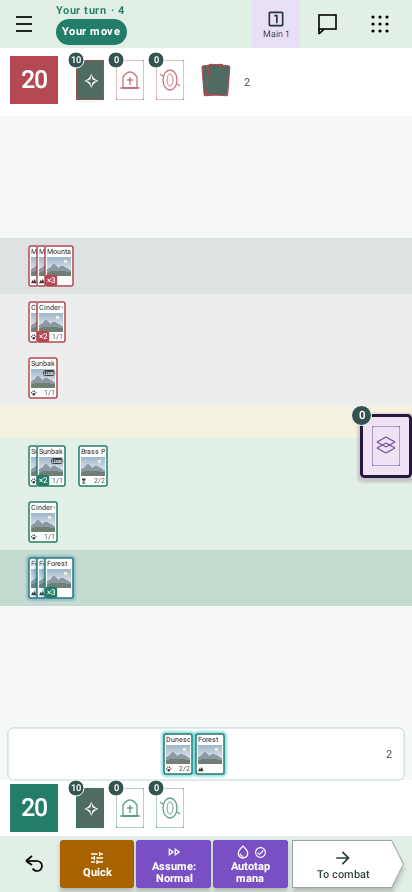 Your turn · 4
Your move
1
Main 1
20
10
0
0
2
M
M
Mounta
×3
C
Cinder
×2
1/1
Sunbak
1/1
0
S
Sunbak
×2
1/1
Brass P
2/2
Cinder
1/1
F
F
Forest
×3
Dunesc
2/2
Forest
2
20
10
0
0
Quick
Assume:
Normal
Autotap
mana
To combat